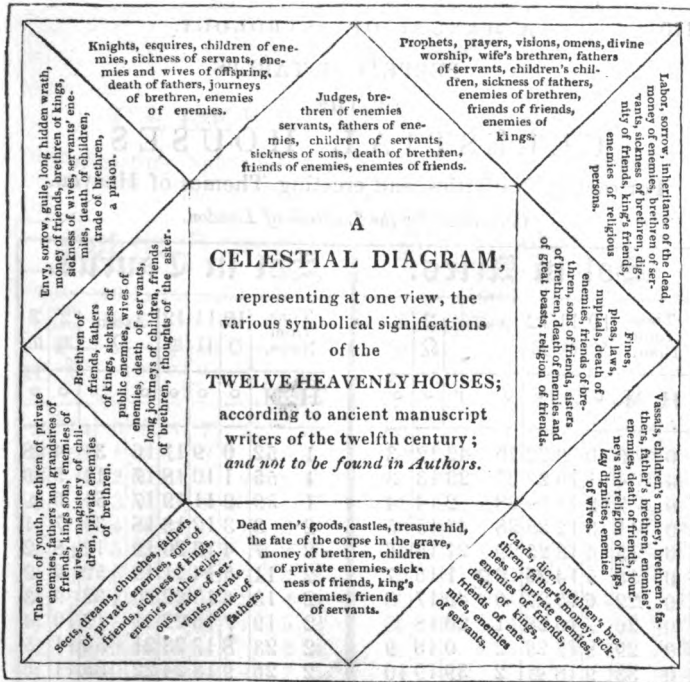 Knights, esquires, children of ene-
mies, sickness of servants, ene-
mies and wives of offspring,
death of fathers, journeys
of brethren, enemies
of enemies.
Judges, bre-
thren of enemies
servants, fathers of ene-
mies, children of servants,
sickness of sons, death of brethren,
friends of enemies, enemies of friends.
Prophets, prayers, visions, omens, divine
worship, wife's brethren, fathers
of servants, children's chil-
dren, sickness of fathers,
enemies of brethren,
friends of friends,
enemies of
kings.
Envy, sorrow, guile, long hidden wrath,
money of friends, brethren of kings,
sickness of wives, servants' ene-
mies, death of children,
trade of brethren,
a prison.
Labor, sorrow, inheritance of the dead,
money of enemies, brethren of ser-
vants, sickness of brethren, dig-
nity of friends, king's friends,
enemies of religious
persons.
A
CELESTIAL DIAGRAM,
representing at one view, the
various symbolical significations
of the
TWELVE HEAVENLY HOUSES;
according to ancient manuscript
writers of the twelfth century;
and not to be found in Authors.
Brethren of
friends, fathers
of kings, sickness of
public enemies, wives of
enemies, death of servants,
long journeys of children, friends
of brethren, thoughts of the asker.
Fines,
pleas, laws,
nuptials, death of
enemies, friends of bre-
thren, sons of friends, sisters
of brethren, death of enemies and
of great beasts, religion of friends.
The end of youth, brethren of private
enemies, fathers and grandsires of
friends, kings sons, enemies of
wives, magistery of chil-
dren, private enemies
of brethren.
Vassals, children's money, brethren's fa-
thers, father's brethren, enemies'
enemies, death of friends, jour-
neys and religion of kings,
lay dignities, enemies
of wives.
Sects, dreams, churches, fathers
of private enemies, sons of
friends, sickness of kings,
enemies of the religi-
ous, trade of ser-
vants, private
enemies of
fathers.
Dead men's goods, castles, treasure hid,
the fate of the corpse in the grave,
money of brethren, children
of private enemies, sick-
ness of friends, king's
enemies, friends
of servants.
Cards, dice, brethren's bre-
thren, father's money, sick-
ness of private enemies,
enemies of friends,
death of kings,
friends of ene-
mies, enemies
of servants.